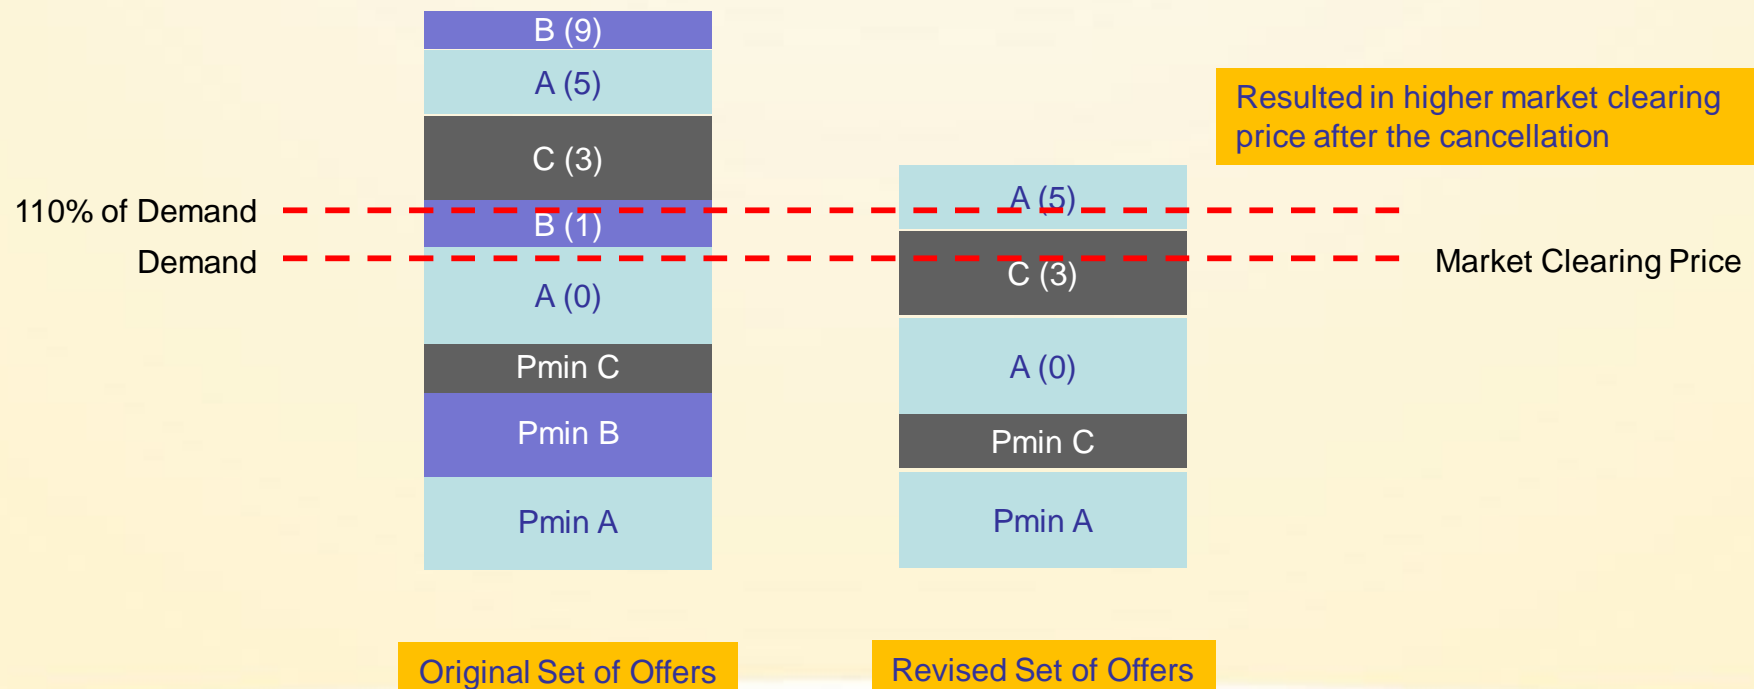 B (9)
A (5)
C (3)
110% of Demand
B (1)
Demand
A (0)
Pmin C
Pmin B
Pmin A
Original Set of Offers
Resulted in higher market clearing
price after the cancellation
A (5)
C (3)
Market Clearing Price
A (0)
Pmin C
Pmin A
Revised Set of Offers